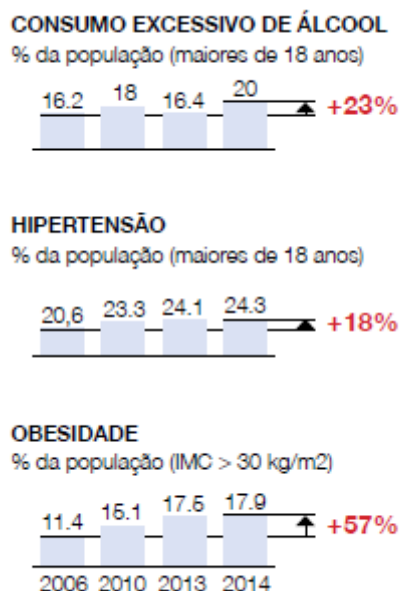 CONSUMO EXCESSIVO DE ÁLCOOL
% da população (maiores de 18 anos)
16.2 18 16.4 20 +23%
HIPERTENSÃO
% da população (maiores de 18 anos)
20,6 23.3 24.1 24.3 +18%
OBESIDADE
% da população (IMC > 30 kg/m2)
11.4 15.1 17.5 17.9 +57%
2006 2010 2013 2014